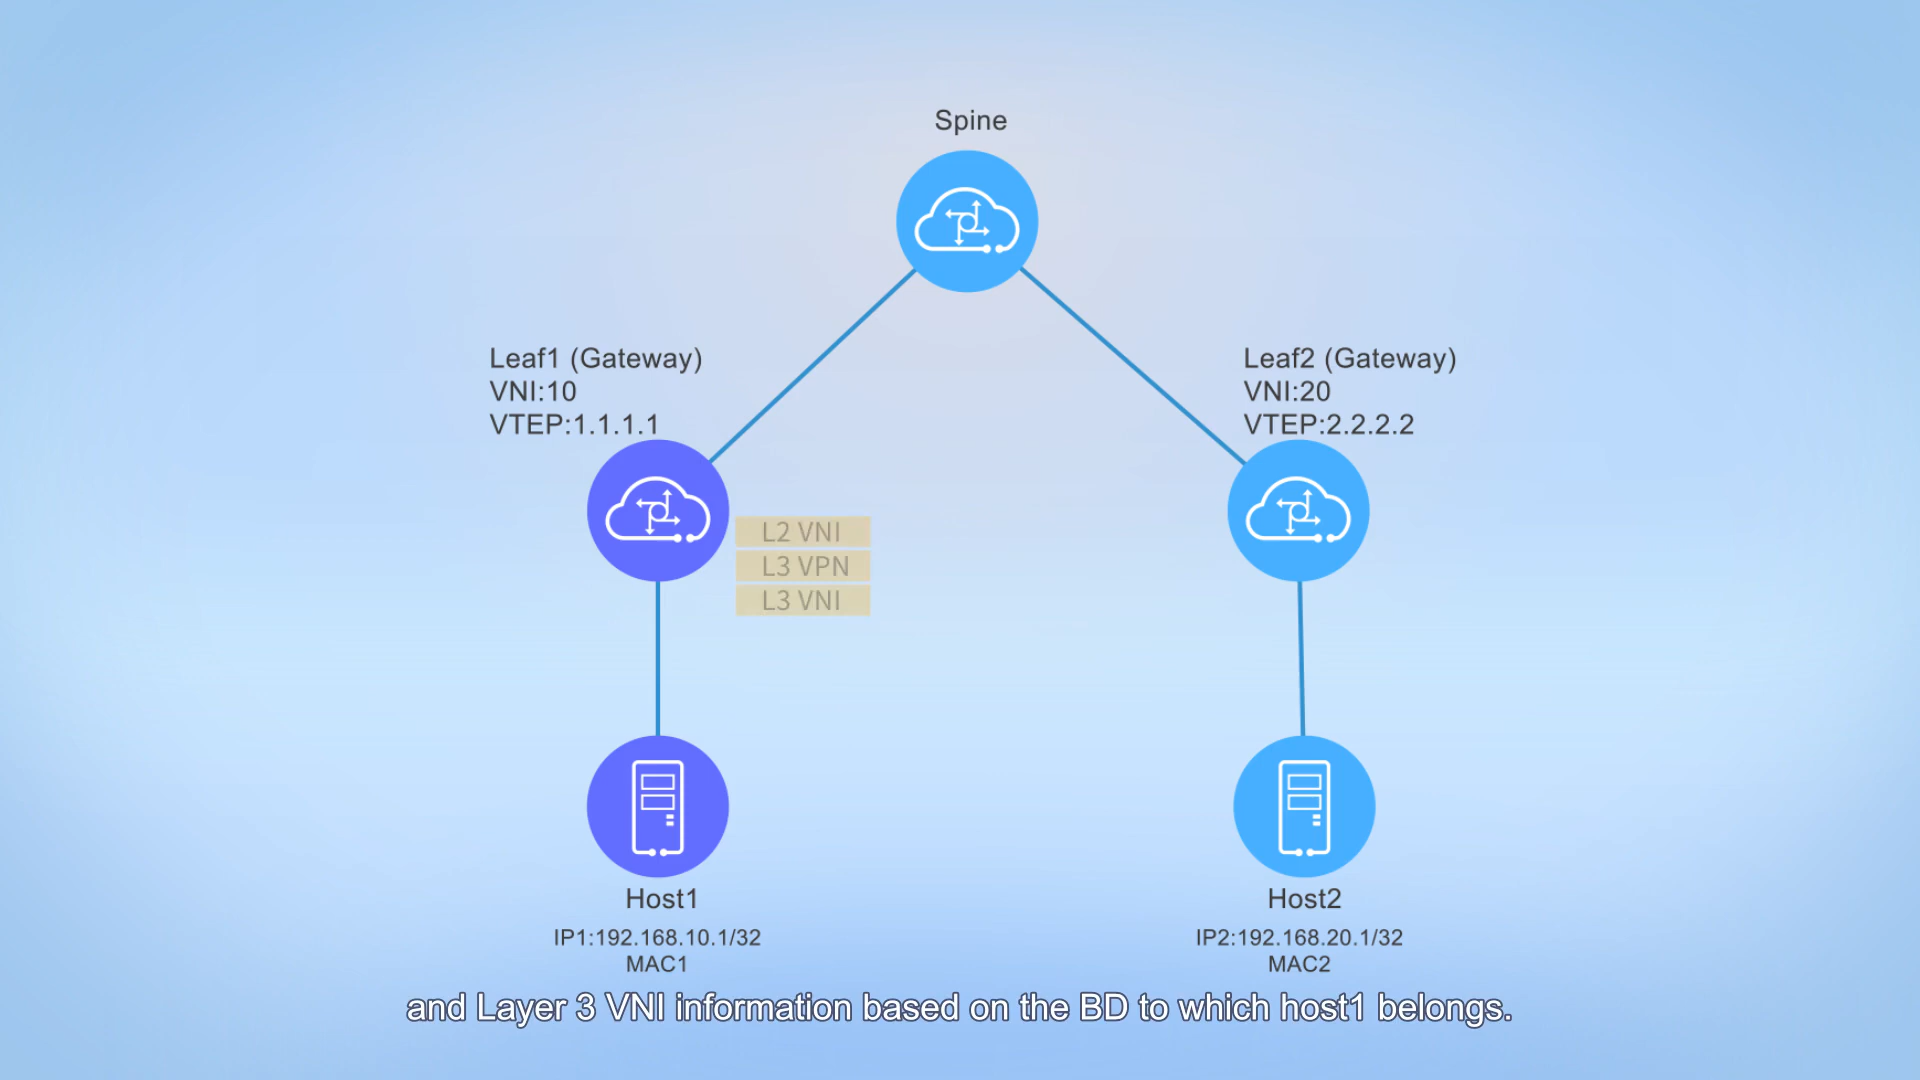 Spine
Leaf1 (Gateway)
VNI:10
VTEP:1.1.1.1
Leaf2 (Gateway)
VNI:20
VTEP:2.2.2.2
L2 VNI
L3 VPN
L3 VNI
Host1
IP1:192.168.10.1/32
MAC1
Host2
IP2:192.168.20.1/32
MAC2
and Layer 3 VNI information based on the BD to which host1 belongs.